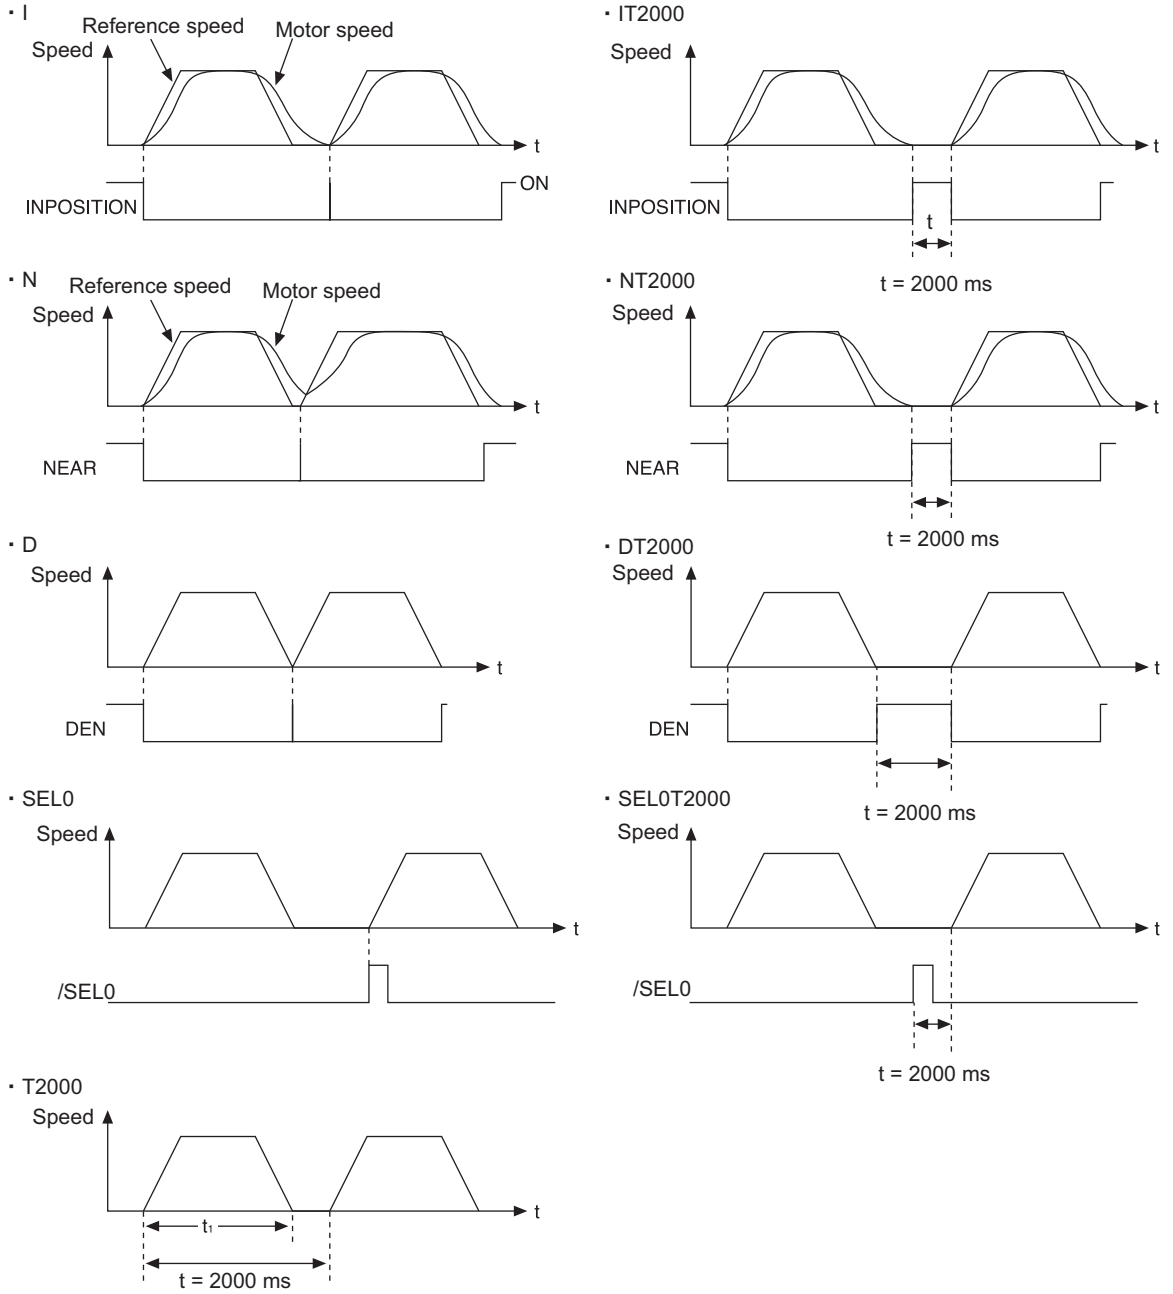 · I
Reference speed
Motor speed
Speed
t
INPOSITION
ON
· IT2000
Speed
t
INPOSITION
t
t = 2000 ms
· N
Reference speed
Motor speed
Speed
t
NEAR
· NT2000
Speed
t
NEAR
t = 2000 ms
· D
Speed
t
DEN
· DT2000
Speed
t
DEN
t = 2000 ms
· SEL0
Speed
t
/SEL0
· SEL0T2000
Speed
t
/SEL0
t = 2000 ms
· T2000
Speed
t
t₁
t = 2000 ms